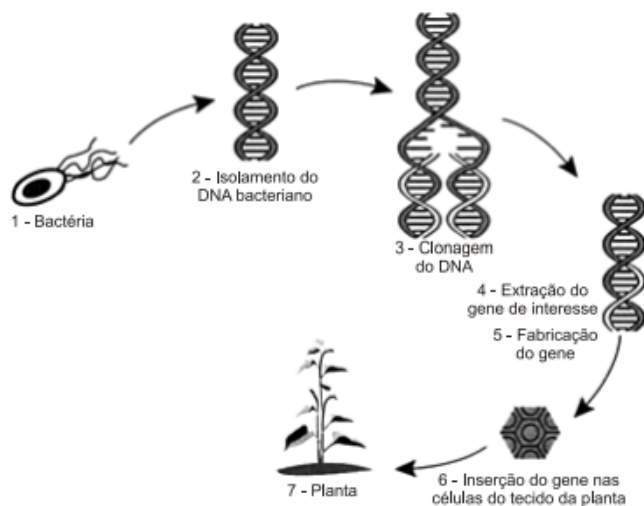 1 - Bactéria
2 - Isolamento do
DNA bacteriano
3 - Clonagem
do DNA
4 - Extração do
gene de interesse
5 - Fabricação
do gene
6 - Inserção do gene nas
células do tecido da planta
7 - Planta